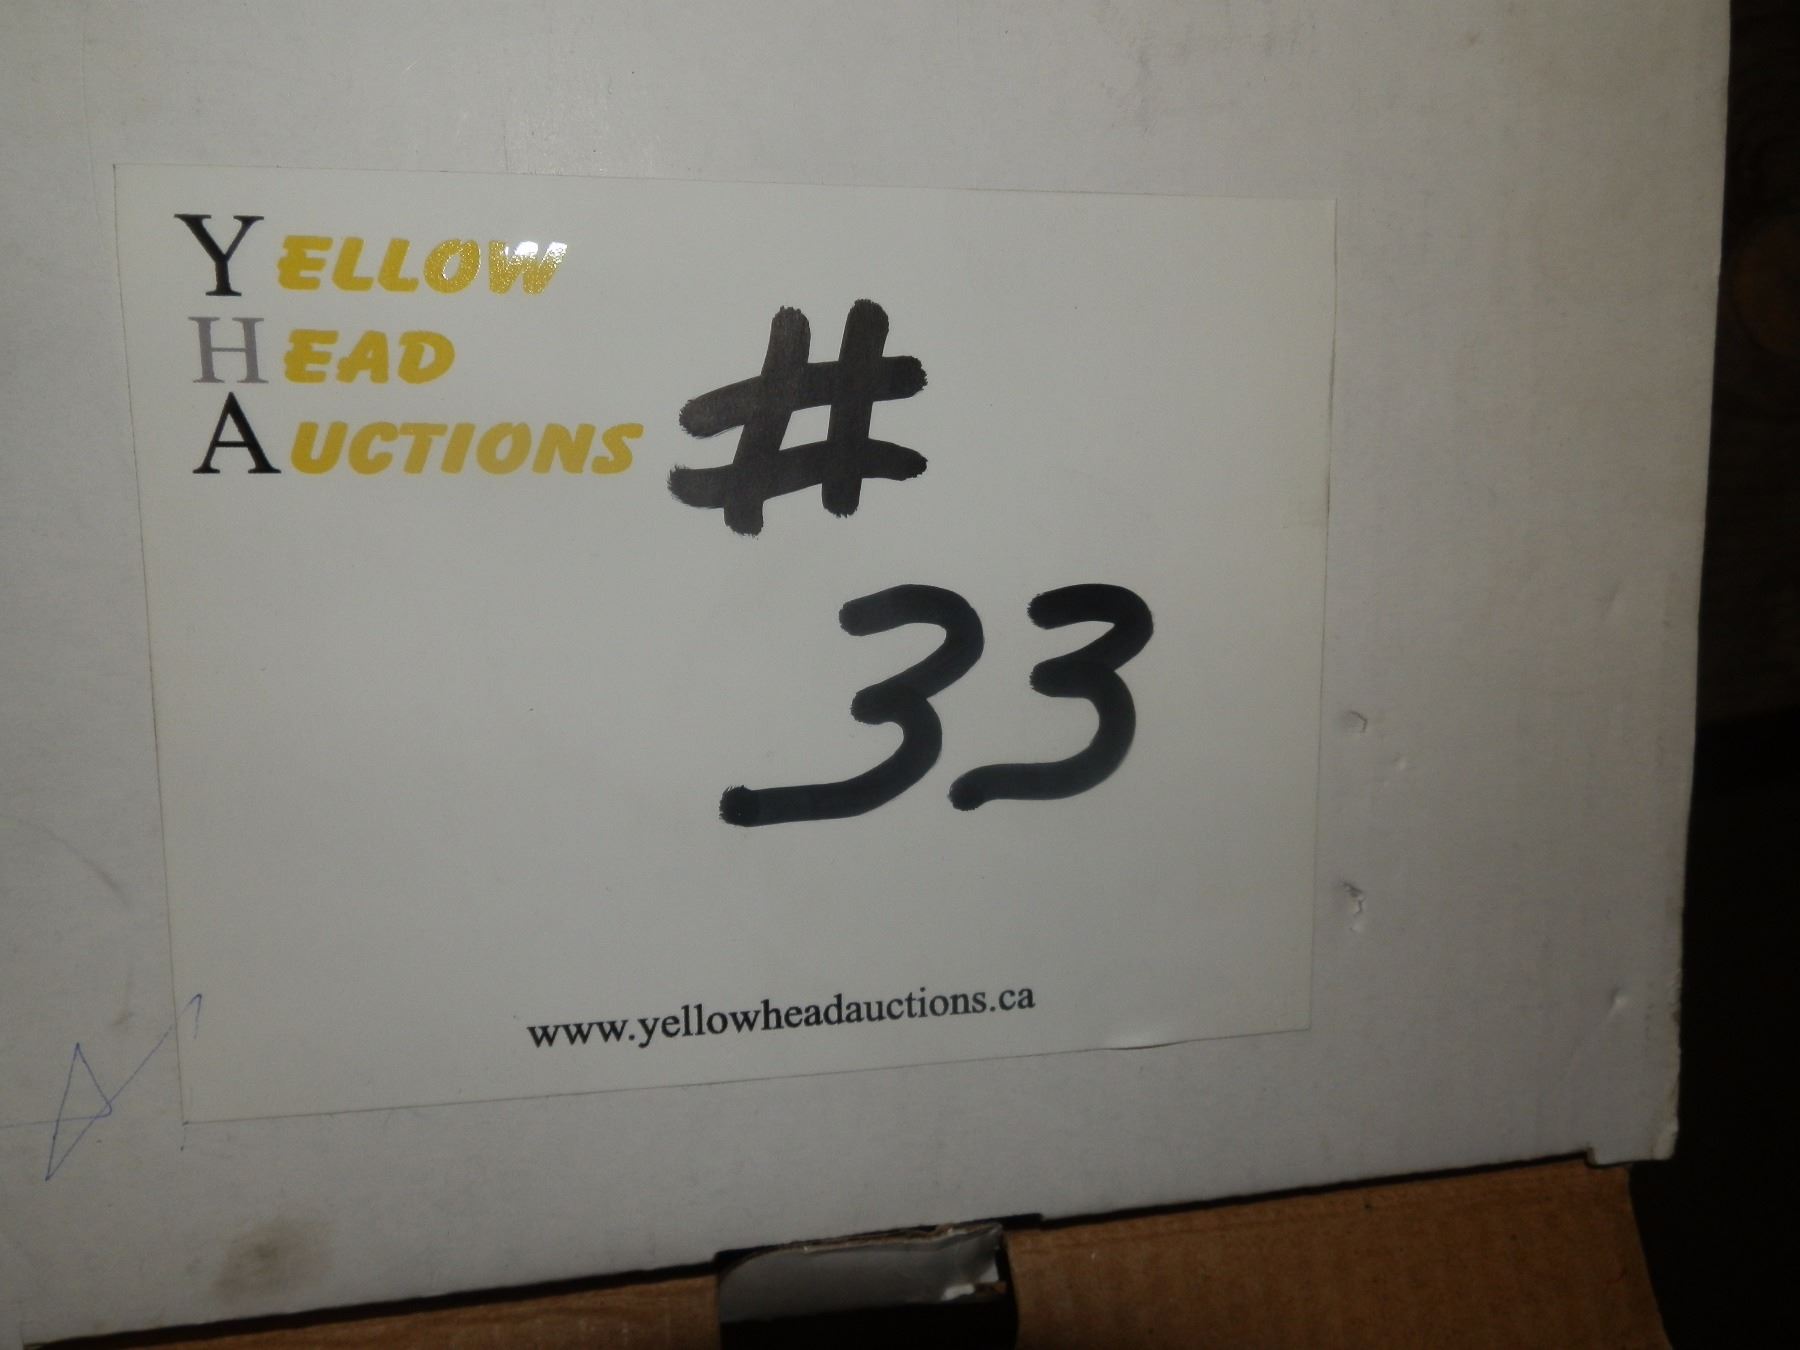 YELLOW
HEAD
AUCTIONS
#
33
www.yellowheadauctions.ca